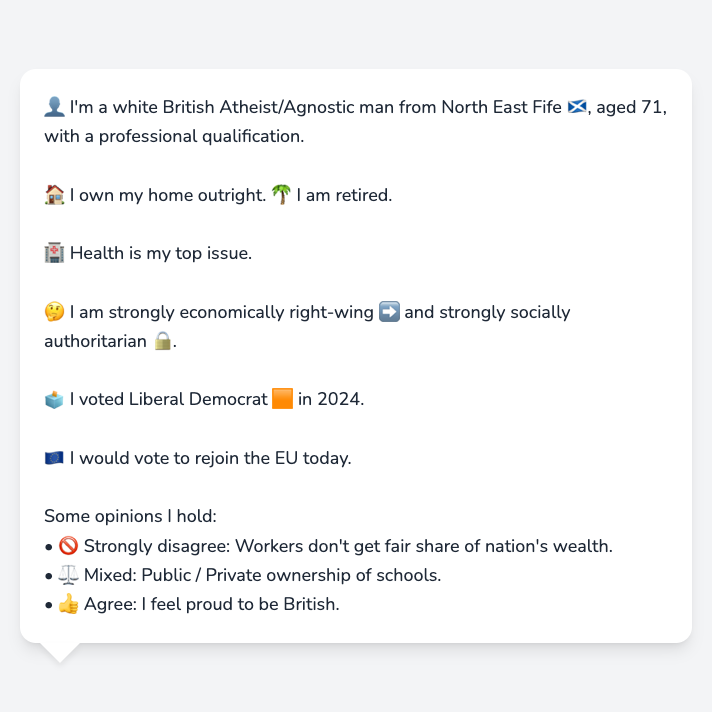 👤 I'm a white British Atheist/Agnostic man from North East Fife 🏴󠁧󠁢󠁳󠁣󠁴󠁿, aged 71,
with a professional qualification.
🏠 I own my home outright. 🌴 I am retired.
🏥 Health is my top issue.
🤔 I am strongly economically right-wing ➡️ and strongly socially
authoritarian 🔒.
🗳️ I voted Liberal Democrat 🟧 in 2024.
🇪🇺 I would vote to rejoin the EU today.
Some opinions I hold:
• 🚫 Strongly disagree: Workers don't get fair share of nation's wealth.
• ⚖️ Mixed: Public / Private ownership of schools.
• 👍 Agree: I feel proud to be British.